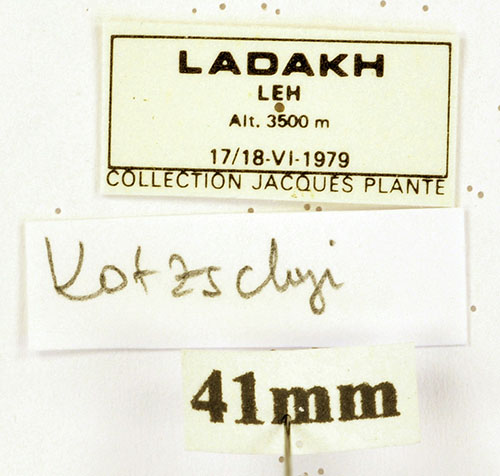 LADAKH
LEH
Alt. 3500 m
17/18-VI-1979
COLLECTION JACQUES PLANTE
Kotzschyi
41mm